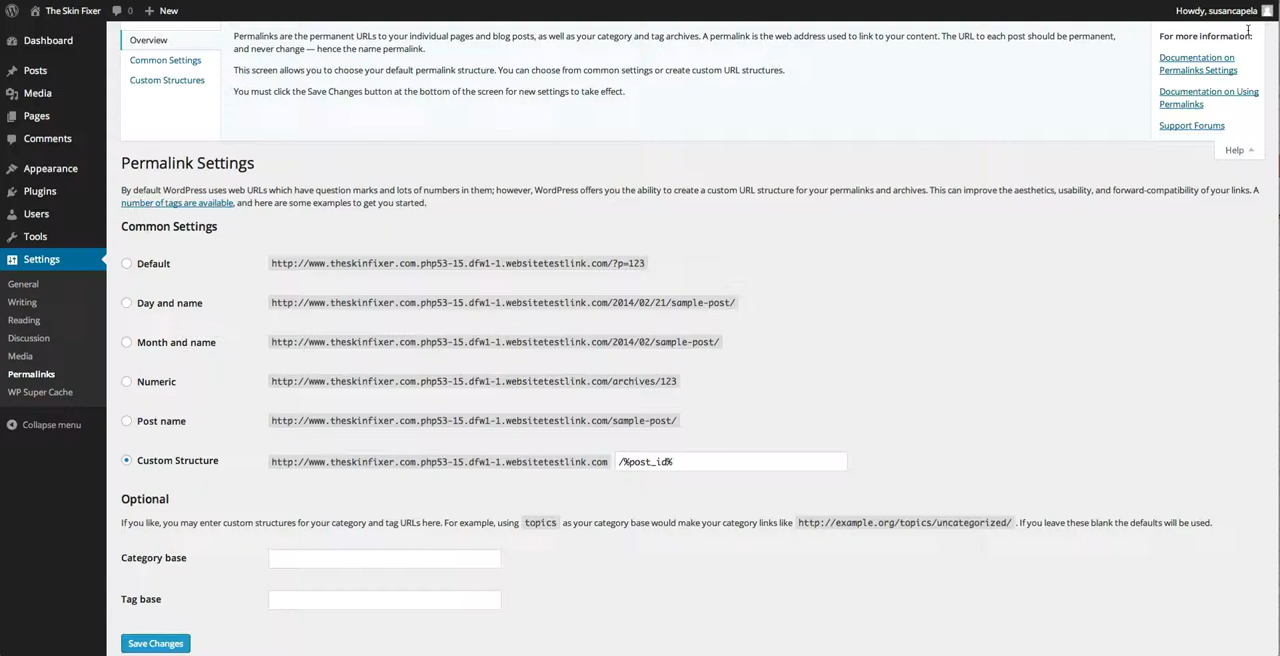 The Skin Fixer 0 New Howdy, susancapela
Dashboard
Posts
Media
Pages
Comments
Appearance
Plugins
Users
Tools
Settings
General
Writing
Reading
Discussion
Media
Permalinks
WP Super Cache
Collapse menu
Overview
Common Settings
Custom Structures
Permalinks are the permanent URLs to your individual pages and blog posts, as well as your category and tag archives. A permalink is the web address used to link to your content. The URL to each post should be permanent,
and never change — hence the name permalink.
This screen allows you to choose your default permalink structure. You can choose from common settings or create custom URL structures.
You must click the Save Changes button at the bottom of the screen for new settings to take effect.
For more information:
Documentation on
Permalinks Settings
Documentation on Using
Permalinks
Support Forums
Help
Permalink Settings
By default WordPress uses web URLs which have question marks and lots of numbers in them; however, WordPress offers you the ability to create a custom URL structure for your permalinks and archives. This can improve the aesthetics, usability, and forward-compatibility of your links. A
number of tags are available, and here are some examples to get you started.
Common Settings
Default http://www.theskinfixer.com.php53-15.dfw1-1.websitetestlink.com/?p=123
Day and name http://www.theskinfixer.com.php53-15.dfw1-1.websitetestlink.com/2014/02/21/sample-post/
Month and name http://www.theskinfixer.com.php53-15.dfw1-1.websitetestlink.com/2014/02/sample-post/
Numeric http://www.theskinfixer.com.php53-15.dfw1-1.websitetestlink.com/archives/123
Post name http://www.theskinfixer.com.php53-15.dfw1-1.websitetestlink.com/sample-post/
Custom Structure http://www.theskinfixer.com.php53-15.dfw1-1.websitetestlink.com /%post_id%
Optional
If you like, you may enter custom structures for your category and tag URLs here. For example, using topics as your category base would make your category links like http://example.org/topics/uncategorized/ . If you leave these blank the defaults will be used.
Category base
Tag base
Save Changes